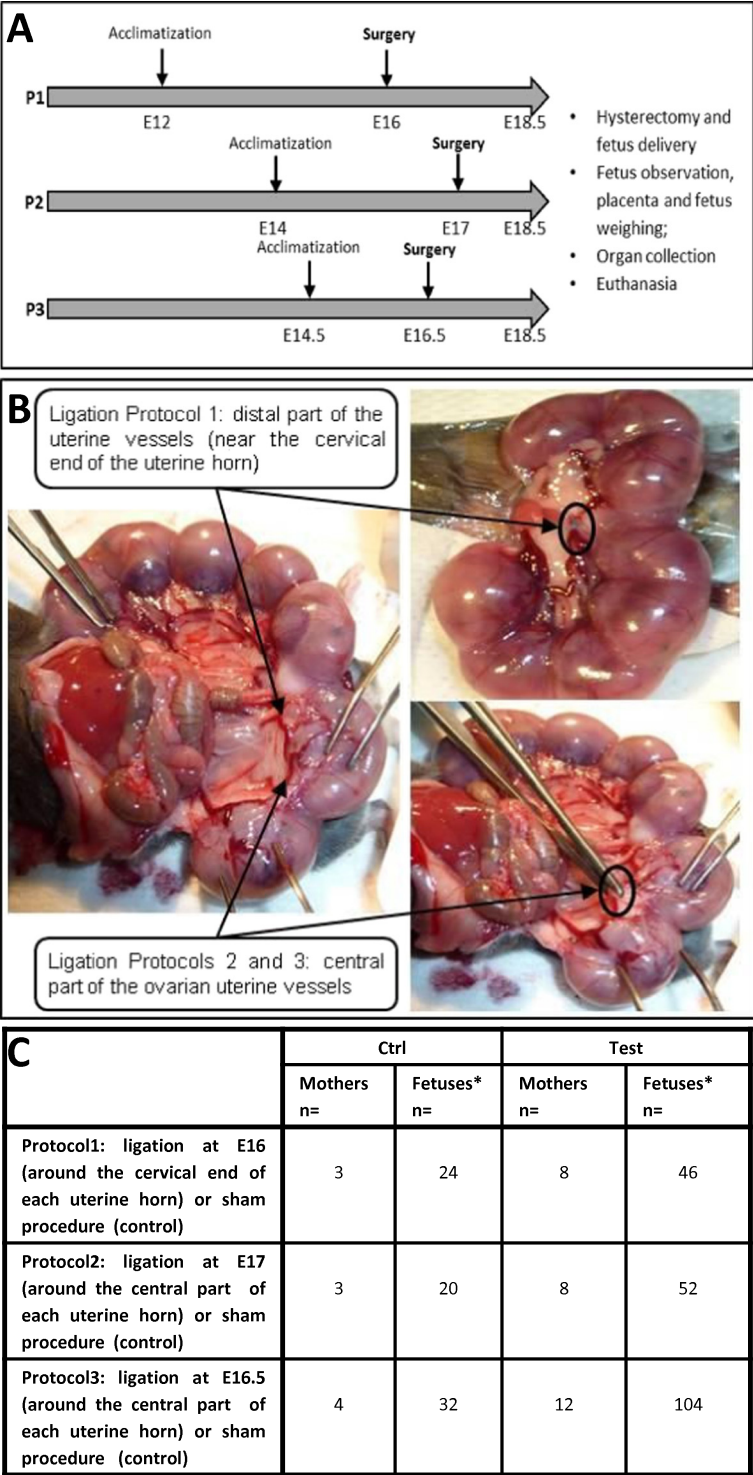 A
Acclimatization
Surgery
P1
E12
E16
E18.5
Acclimatization
Surgery
P2
E14
E17
E18.5
Acclimatization
Surgery
P3
E14.5
E16.5
E18.5
• Hysterectomy and
fetus delivery
• Fetus observation,
placenta and fetus
weighing;
• Organ collection
• Euthanasia
B
Ligation Protocol 1: distal part of the
uterine vessels (near the cervical
end of the uterine horn)
Ligation Protocols 2 and 3: central
part of the ovarian uterine vessels
C
Ctrl
Test
Mothers
n=
Fetuses*
n=
Mothers
n=
Fetuses*
n=
Protocol1: ligation at E16
(around the cervical end of
each uterine horn) or sham
procedure (control)
3
24
8
46
Protocol2: ligation at E17
(around the central part of
each uterine horn) or sham
procedure (control)
3
20
8
52
Protocol3: ligation at E16.5
(around the central part of
each uterine horn) or sham
procedure (control)
4
32
12
104